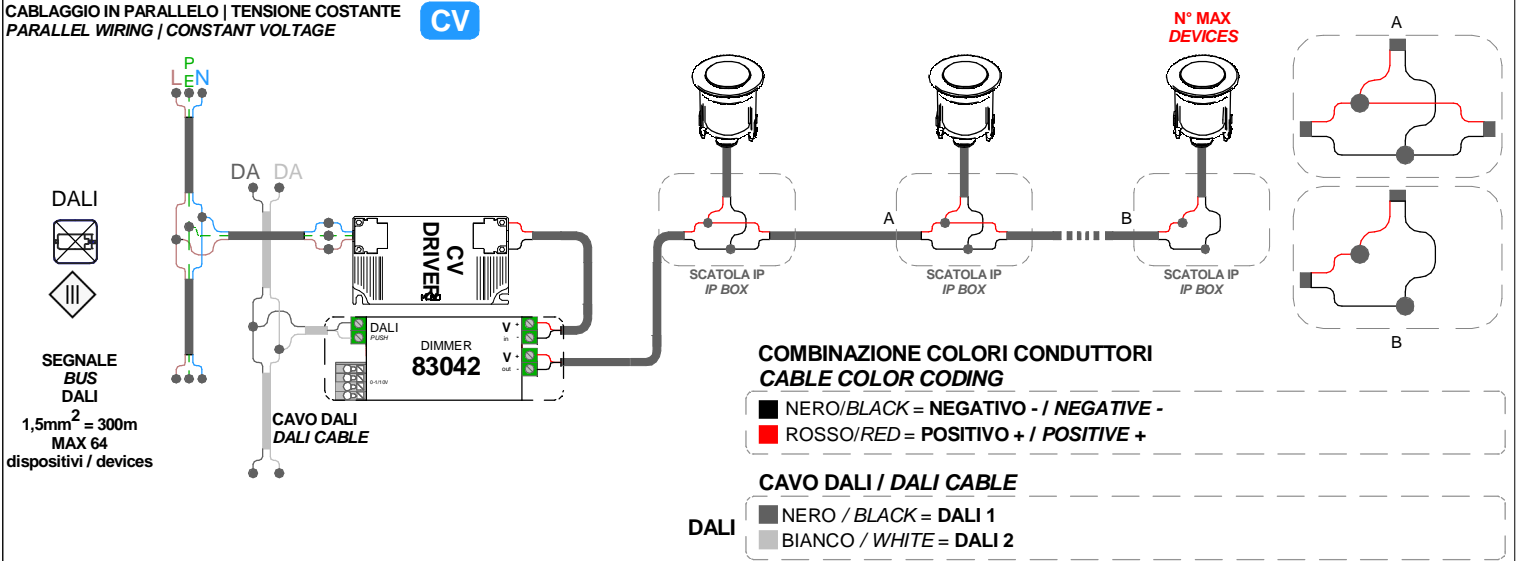 CABLAGGIO IN PARALLELO | TENSIONE COSTANTE
PARALLEL WIRING | CONSTANT VOLTAGE
CV
L PE N
DA DA
DALI
SEGNALE
BUS
DALI
1,5mm² = 300m
MAX 64
dispositivi / devices
CAVO DALI
DALI CABLE
CV
DRIVER
DALI
PUSH
0-1/10V
DIMMER
83042
V + -
in
V + -
out
N° MAX
DEVICES
A
B
SCATOLA IP
IP BOX
SCATOLA IP
IP BOX
SCATOLA IP
IP BOX
A
B
COMBINAZIONE COLORI CONDUTTORI
CABLE COLOR CODING
NERO/BLACK = NEGATIVO - / NEGATIVE -
ROSSO/RED = POSITIVO + / POSITIVE +
CAVO DALI / DALI CABLE
DALI
NERO / BLACK = DALI 1
BIANCO / WHITE = DALI 2